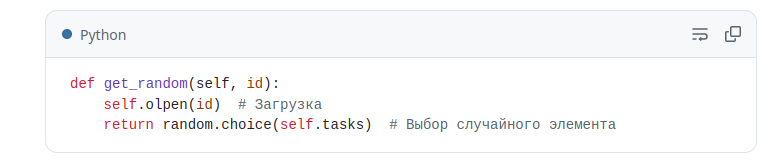 Python
def get_random(self, id):
    self.olpen(id)  # Загрузка
    return random.choice(self.tasks)  # Выбор случайного элемента